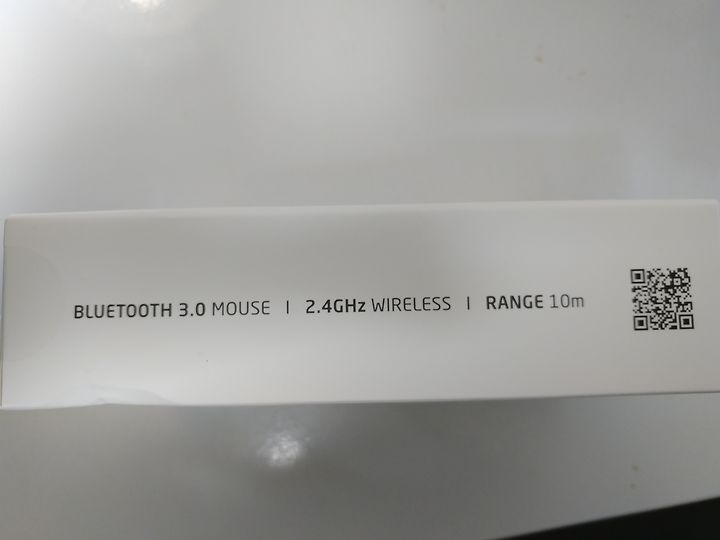 BLUETOOTH 3.0 MOUSE | 2.4GHz WIRELESS | RANGE 10m